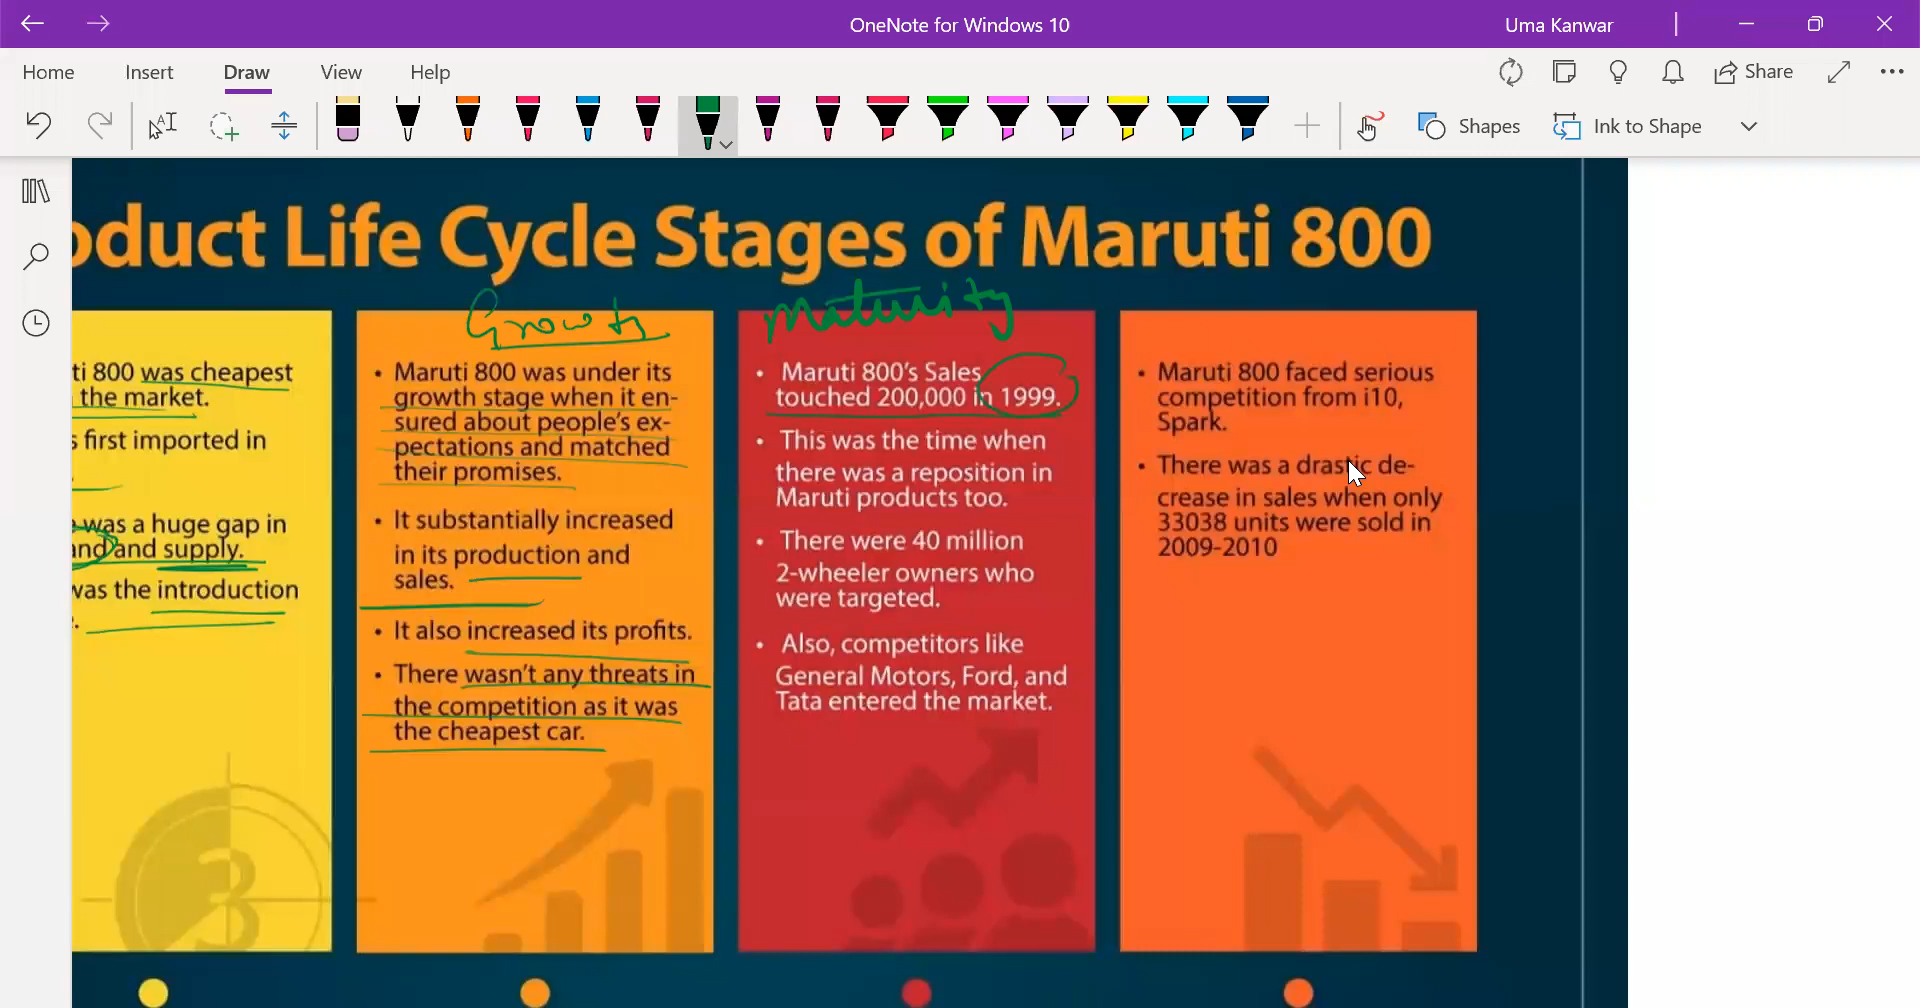 OneNote for Windows 10
Uma Kanwar
Home Insert Draw View Help
Share
Shapes
Ink to Shape
oduct Life Cycle Stages of Maruti 800
ti 800 was cheapest
the market.
s first imported in
.
e was a huge gap in
and and supply.
was the introduction
e.
Growth
• Maruti 800 was under its
growth stage when it en-
sured about people's ex-
pectations and matched
their promises.
• It substantially increased
in its production and
sales.
• It also increased its profits.
• There wasn't any threats in
the competition as it was
the cheapest car.
3
Maturity
• Maruti 800's Sales
touched 200,000 in 1999.
• This was the time when
there was a reposition in
Maruti products too.
• There were 40 million
2-wheeler owners who
were targeted.
• Also, competitors like
General Motors, Ford, and
Tata entered the market.
• Maruti 800 faced serious
competition from i10,
Spark.
• There was a drastic de-
crease in sales when only
33038 units were sold in
2009-2010